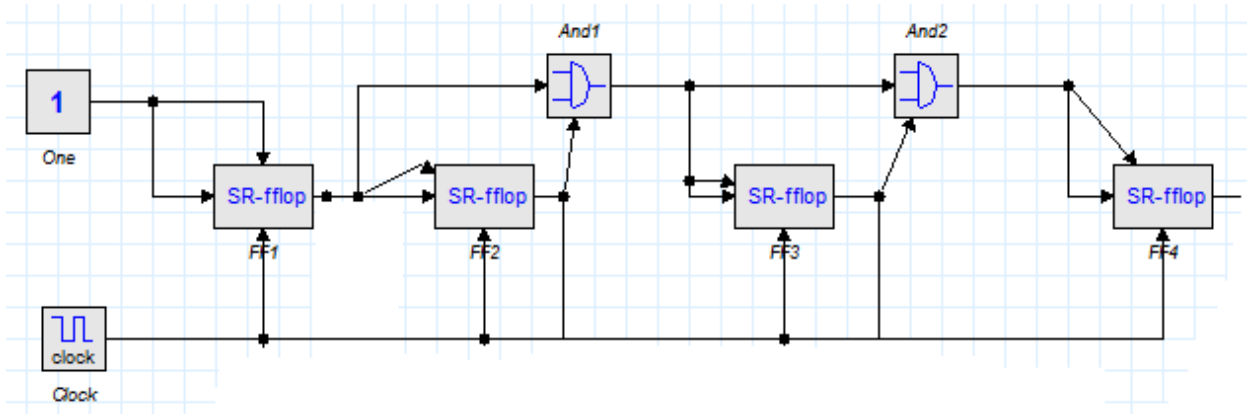 And1
And2
1
One
SR-fflop
SR-fflop
SR-fflop
SR-fflop
FF1
FF2
FF3
FF4
clock
Clock